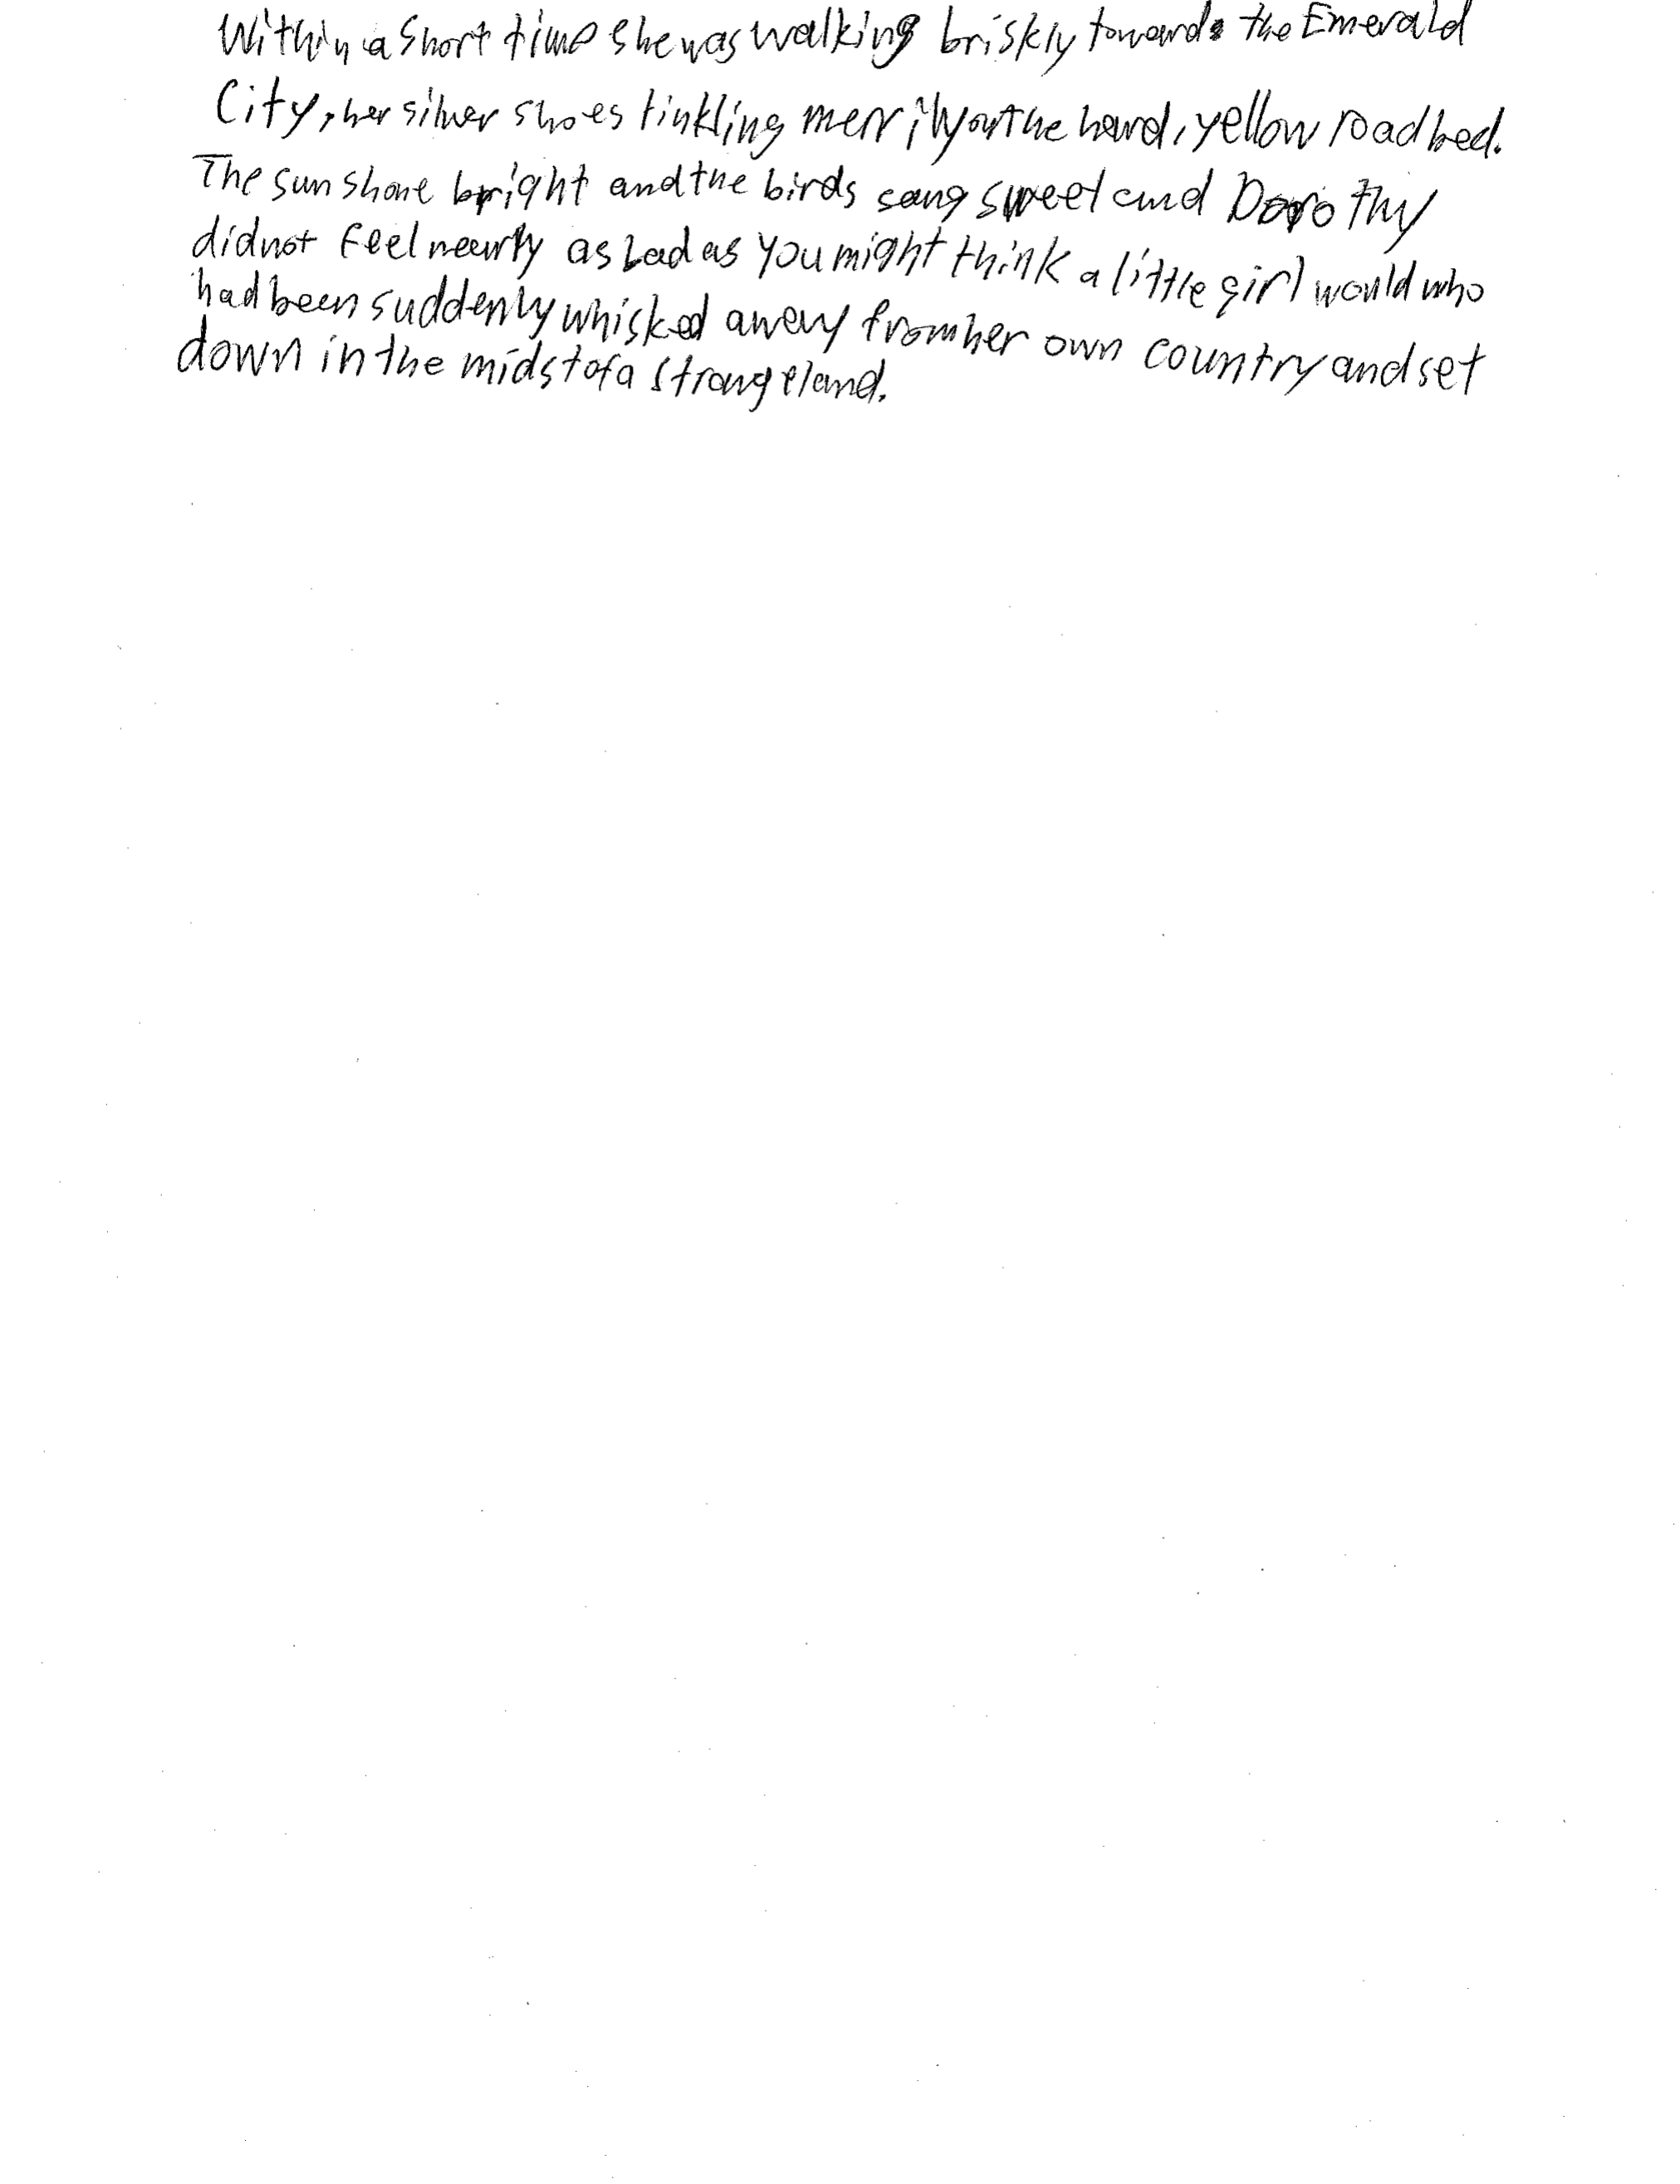 Within a short time she was walking briskly towards the Emerald
City, her silver shoes tinkling merrily on the hard, yellow roadbed.
The sun shone bright and the birds sang sweet and Dorothy
did not feel nearly as bad as you might think a little girl would who
had been suddenly whisked away from her own country and set
down in the midst of a strange land.